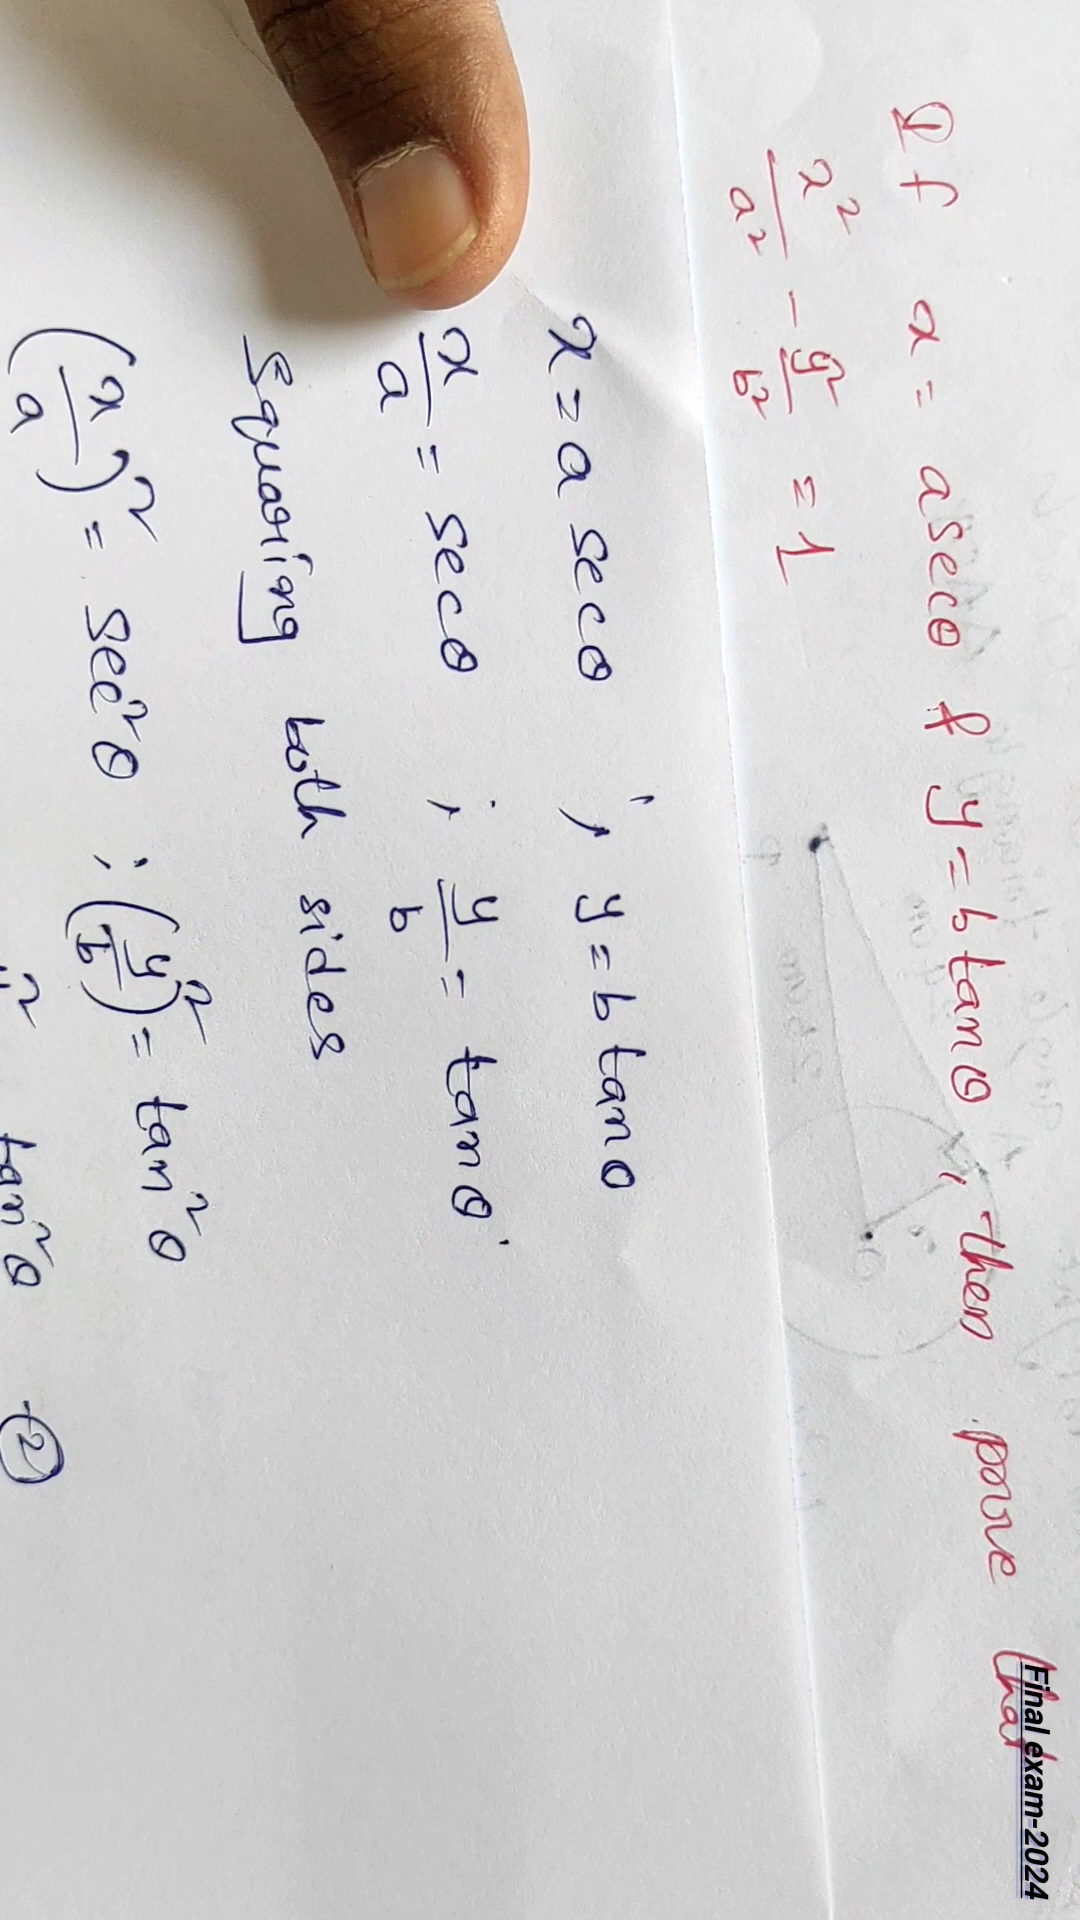 Final exam-2024
If x = a secθ & y = b tanθ, then prove that
x²/a² - y²/b² = 1
x = a secθ ; y = b tanθ
x/a = secθ ; y/b = tanθ
Squaring both sides
(x/a)² = sec²θ ; (y/b)² = tan²θ
tan²θ -②